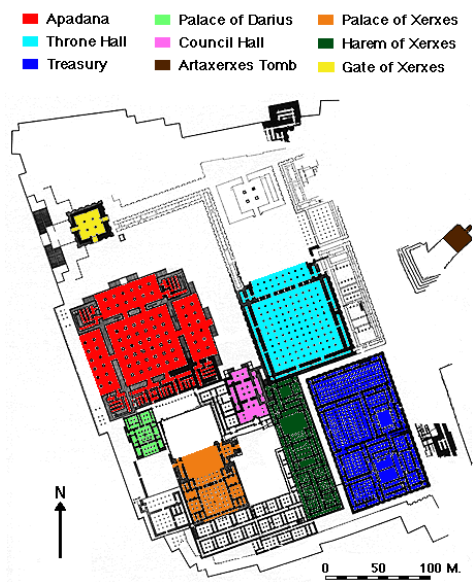 Apadana Palace of Darius Palace of Xerxes
Throne Hall Council Hall Harem of Xerxes
Treasury Artaxerxes Tomb Gate of Xerxes
N
0 50 100 M.